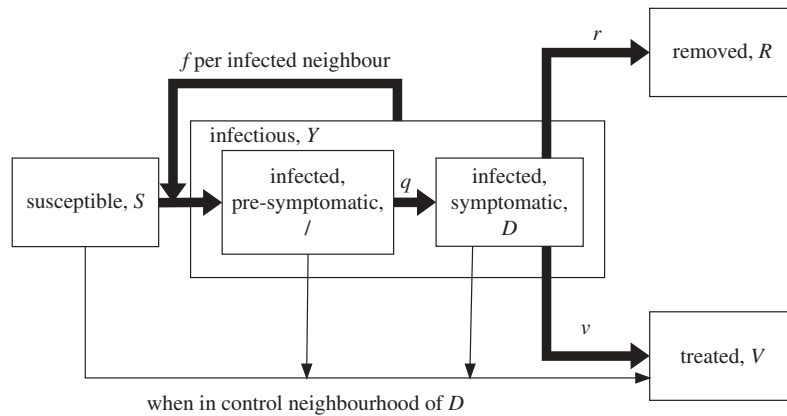 r
removed, R
f per infected neighbour
infectious, Y
susceptible, S
infected,
pre-symptomatic,
I
q
infected,
symptomatic,
D
v
treated, V
when in control neighbourhood of D